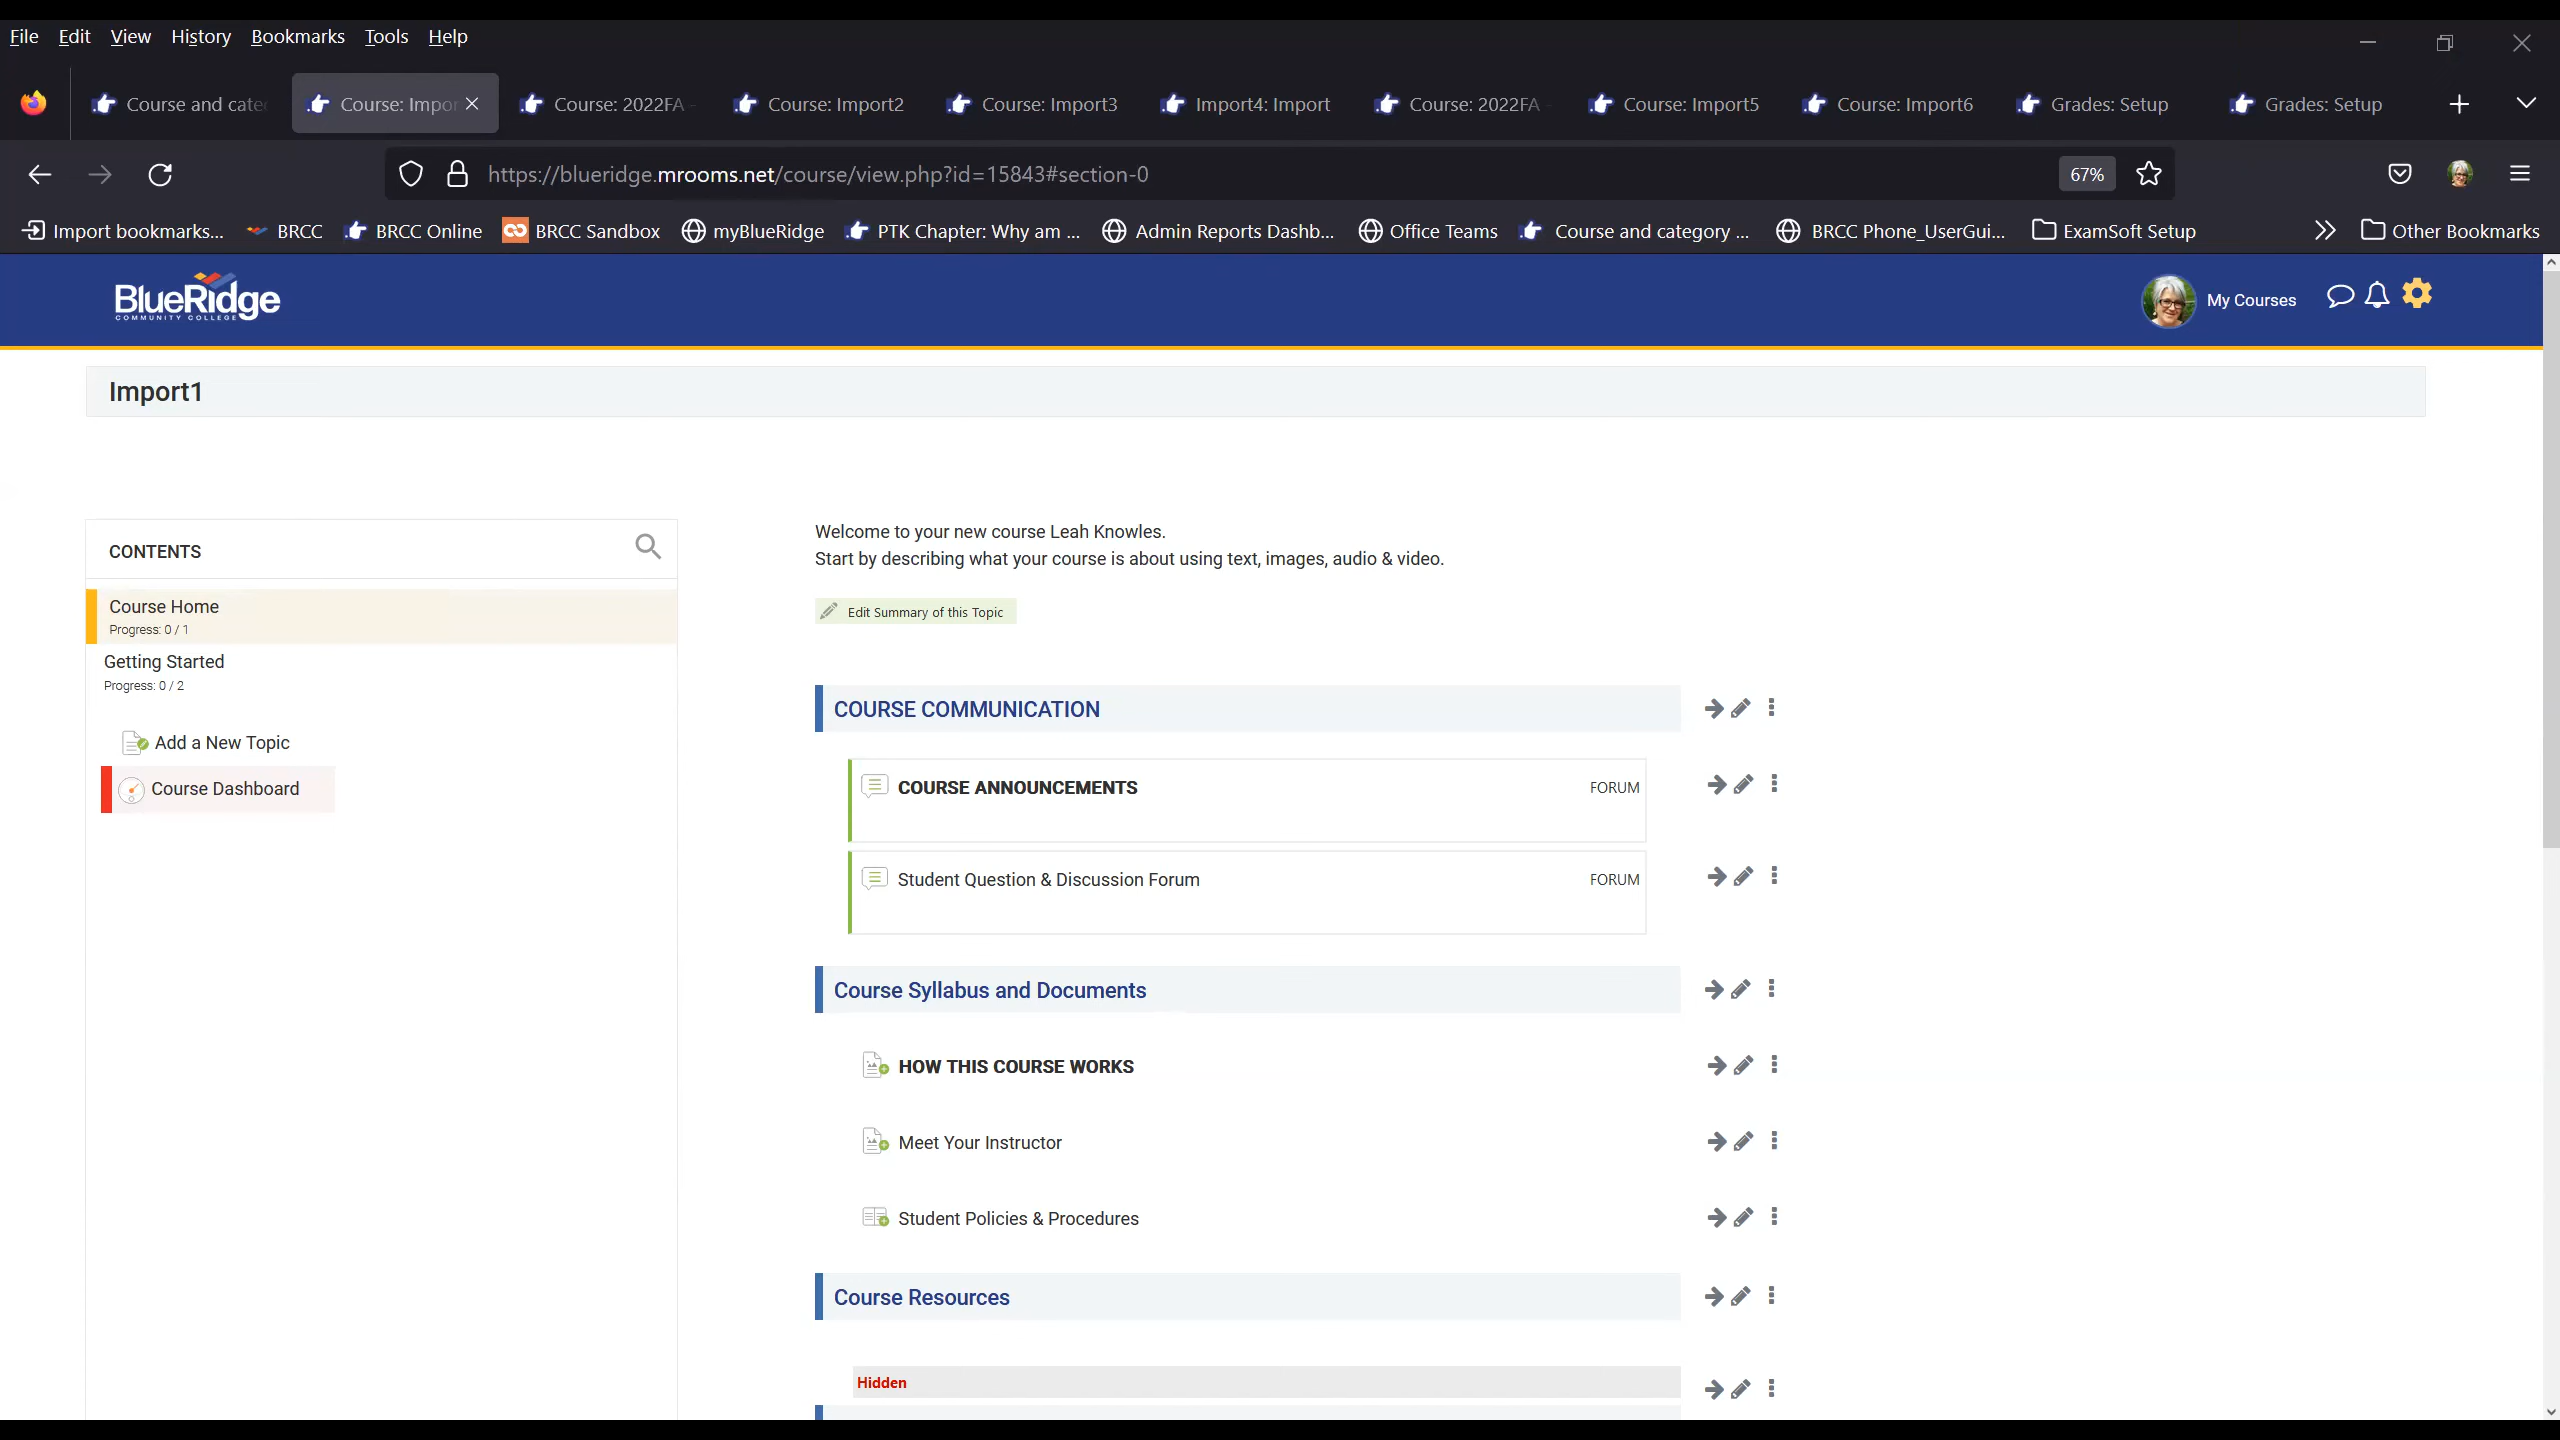 File Edit View History Bookmarks Tools Help
Course and cate
Course: Impor
Course: 2022FA -
Course: Import2
Course: Import3
Import4: Import
Course: 2022FA -
Course: Import5
Course: Import6
Grades: Setup
Grades: Setup
https://blueridge.mrooms.net/course/view.php?id=15843#section-0
67%
Import bookmarks...
BRCC
BRCC Online
BRCC Sandbox
myBlueRidge
PTK Chapter: Why am ...
Admin Reports Dashb...
Office Teams
Course and category ...
BRCC Phone_UserGui...
ExamSoft Setup
Other Bookmarks
BlueRidge
COMMUNITY COLLEGE
My Courses
Import1
CONTENTS
Course Home
Progress: 0 / 1
Getting Started
Progress: 0 / 2
Add a New Topic
Course Dashboard
Welcome to your new course Leah Knowles.
Start by describing what your course is about using text, images, audio & video.
Edit Summary of this Topic
COURSE COMMUNICATION
COURSE ANNOUNCEMENTS
FORUM
Student Question & Discussion Forum
FORUM
Course Syllabus and Documents
HOW THIS COURSE WORKS
Meet Your Instructor
Student Policies & Procedures
Course Resources
Hidden